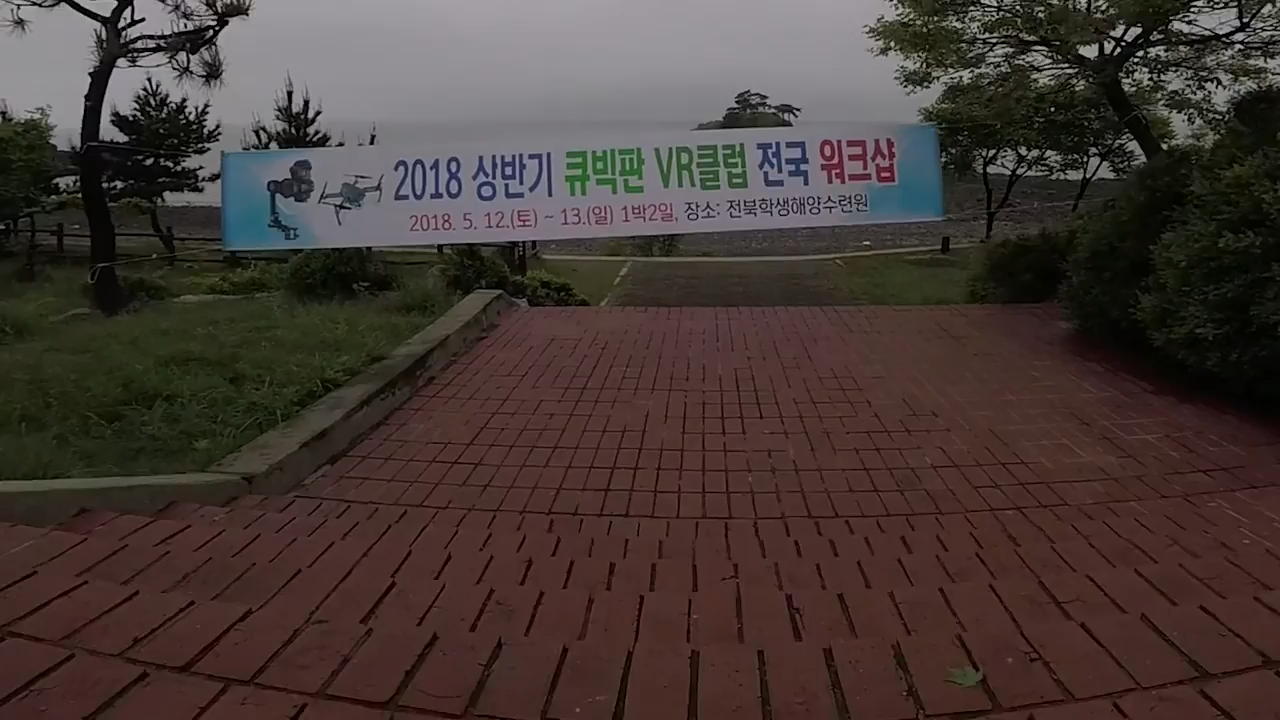 2018 상반기 큐빅판 VR클럽 전국 워크샵
2018. 5. 12.(토) ~ 13.(일) 1박2일, 장소: 전북학생해양수련원